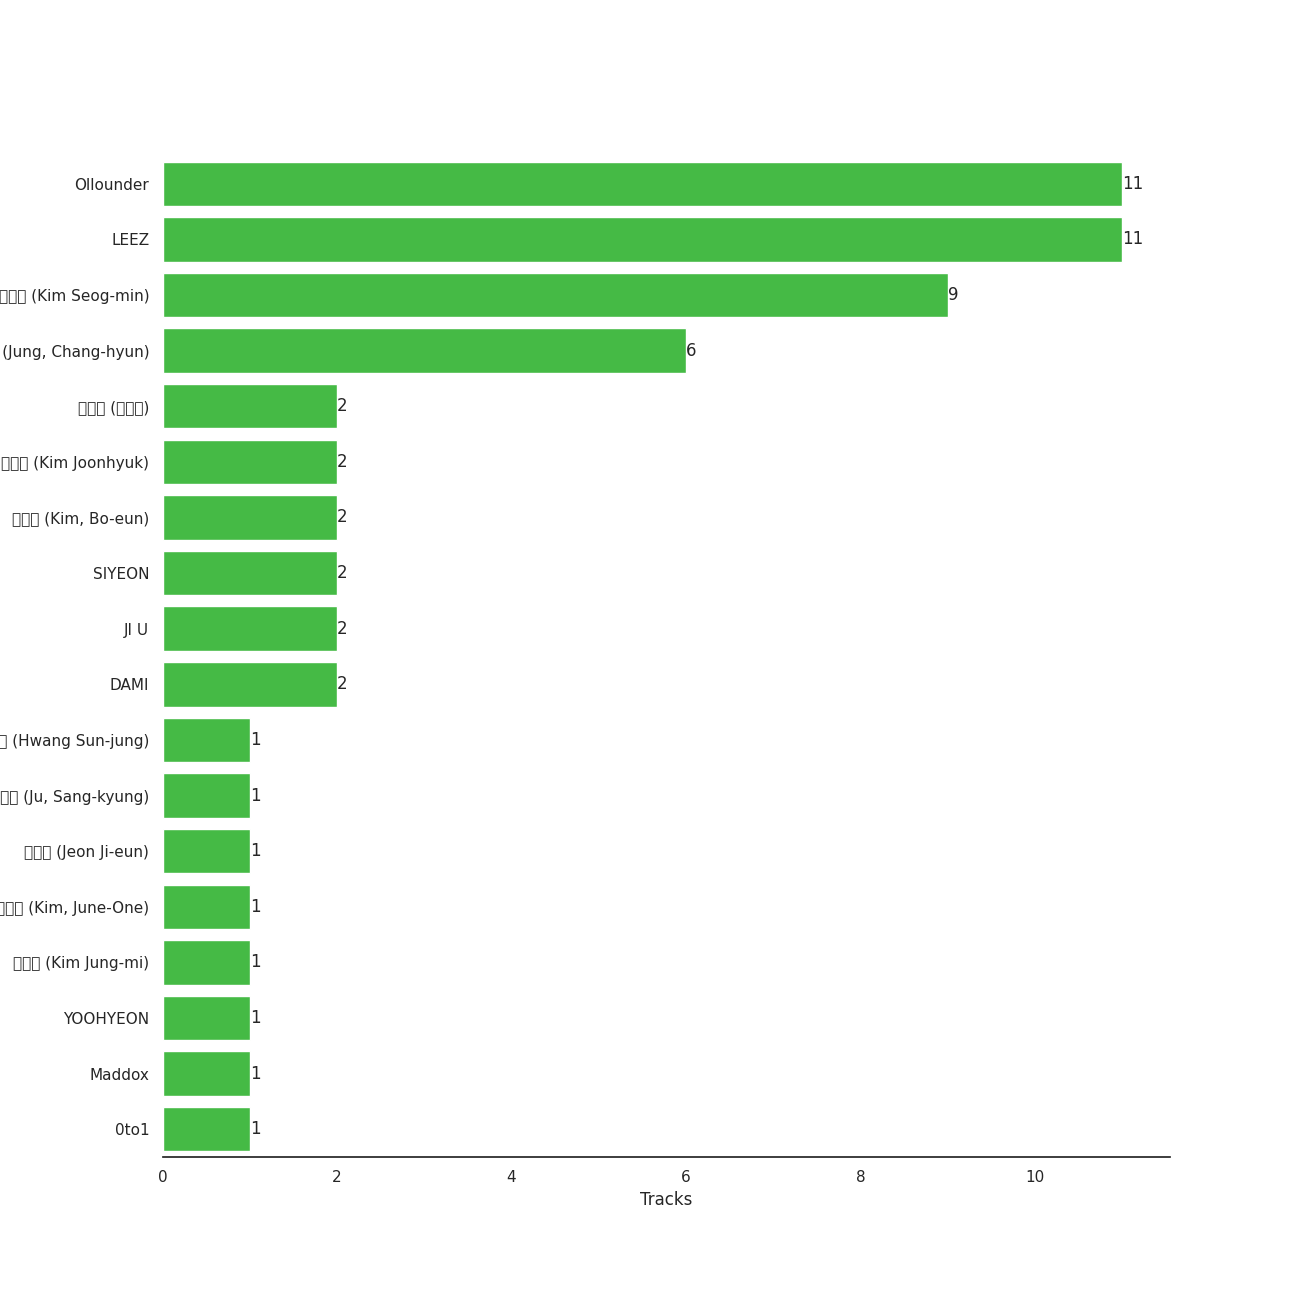 Ollounder 11
LEEZ 11
(Kim Seog-min) 9
(Jung, Chang-hyun) 6
2
(Kim Joonhyuk) 2
(Kim, Bo-eun) 2
SIYEON 2
JI U 2
DAMI 2
(Hwang Sun-jung) 1
(Ju, Sang-kyung) 1
(Jeon Ji-eun) 1
(Kim, June-One) 1
(Kim Jung-mi) 1
YOOHYEON 1
Maddox 1
0to1 1
0 2 4 6 8 10
Tracks